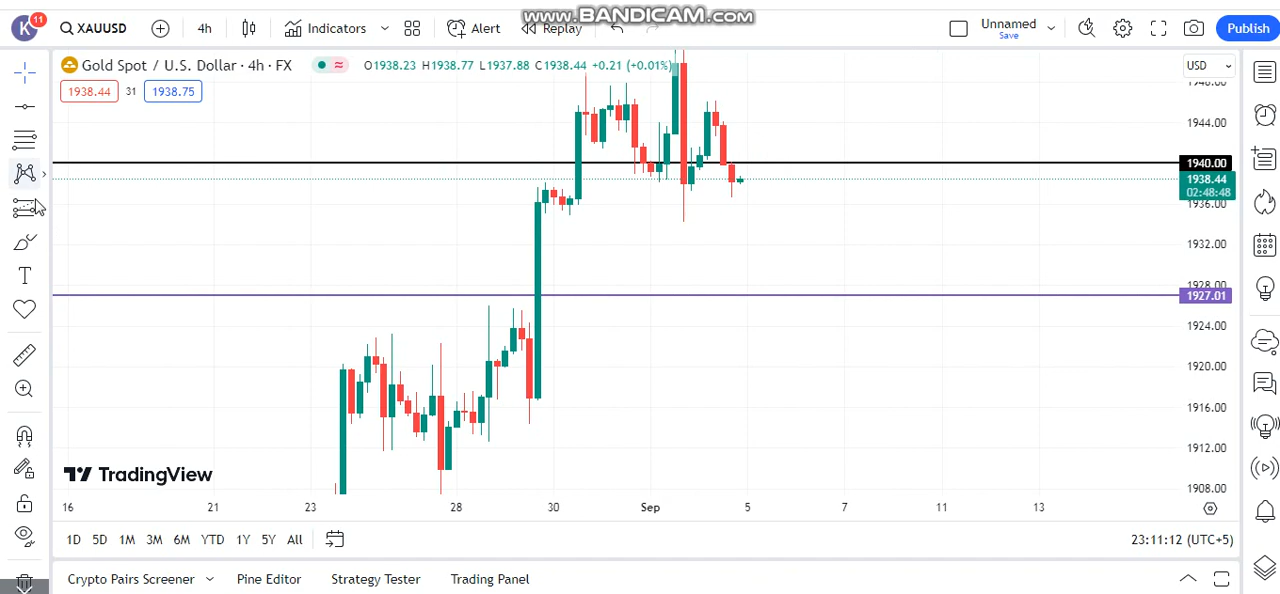 www.BANDICAM.com
K 11 XAUUSD 4h Indicators Alert Replay Unnamed Save Publish
Gold Spot / U.S. Dollar · 4h · FX O1938.23 H1938.77 L1937.88 C1938.44 +0.21 (+0.01%) USD
1938.44 31 1938.75
1944.00
1940.00
1938.44
02:48:48
1936.00
1932.00
1928.00
1927.01
1924.00
1920.00
1916.00
1912.00
1908.00
TradingView
16 21 23 28 30 Sep 5 7 11 13
1D 5D 1M 3M 6M YTD 1Y 5Y All 23:11:12 (UTC+5)
Crypto Pairs Screener Pine Editor Strategy Tester Trading Panel